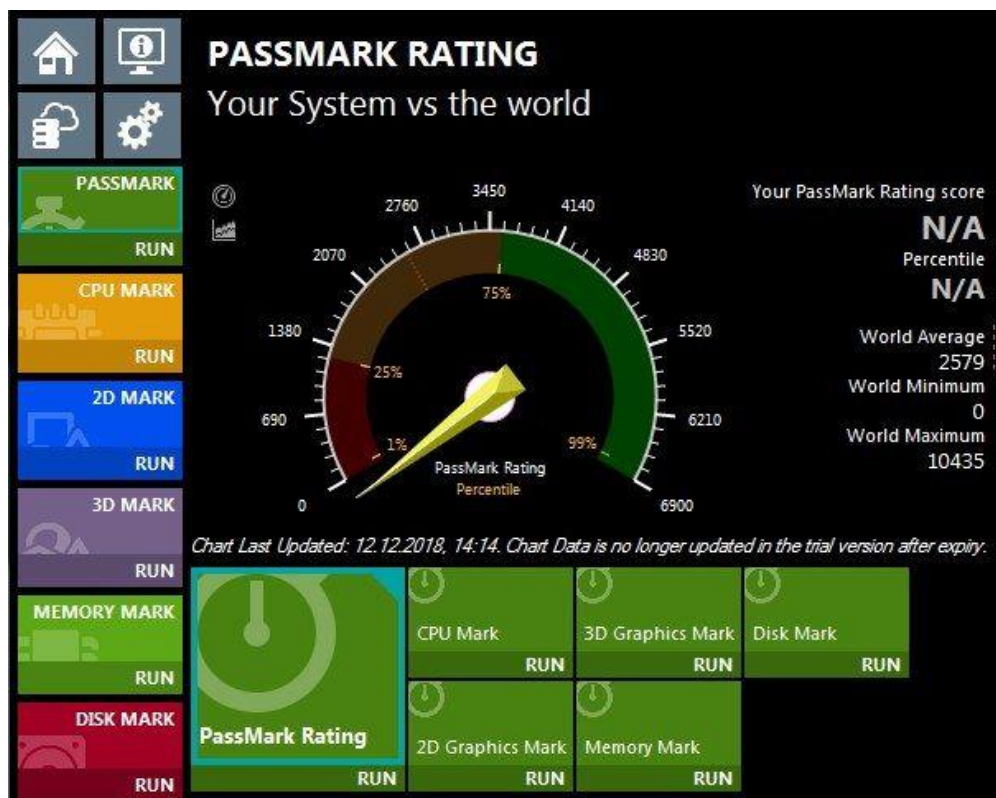 PASSMARK RATING
Your System vs the world
PASSMARK
RUN
CPU MARK
RUN
2D MARK
RUN
3D MARK
RUN
MEMORY MARK
RUN
DISK MARK
RUN
0
690
1380
2070
2760
3450
4140
4830
5520
6210
6900
1%
25%
75%
99%
PassMark Rating
Percentile
Your PassMark Rating score
N/A
Percentile
N/A
World Average
2579
World Minimum
0
World Maximum
10435
Chart Last Updated: 12.12.2018, 14:14. Chart Data is no longer updated in the trial version after expiry.
PassMark Rating
RUN
CPU Mark
RUN
3D Graphics Mark
RUN
Disk Mark
RUN
2D Graphics Mark
RUN
Memory Mark
RUN